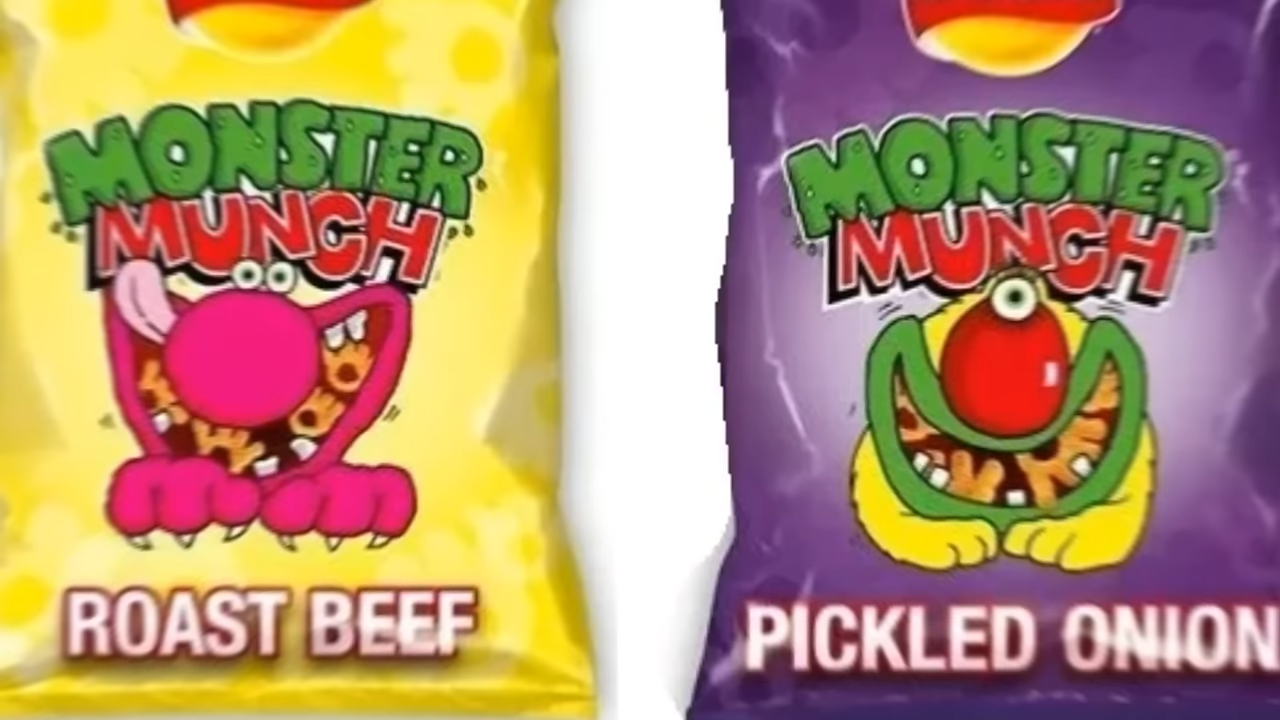 MONSTER
MUNCH
ROAST BEEF
MONSTER
MUNCH
PICKLED ONION